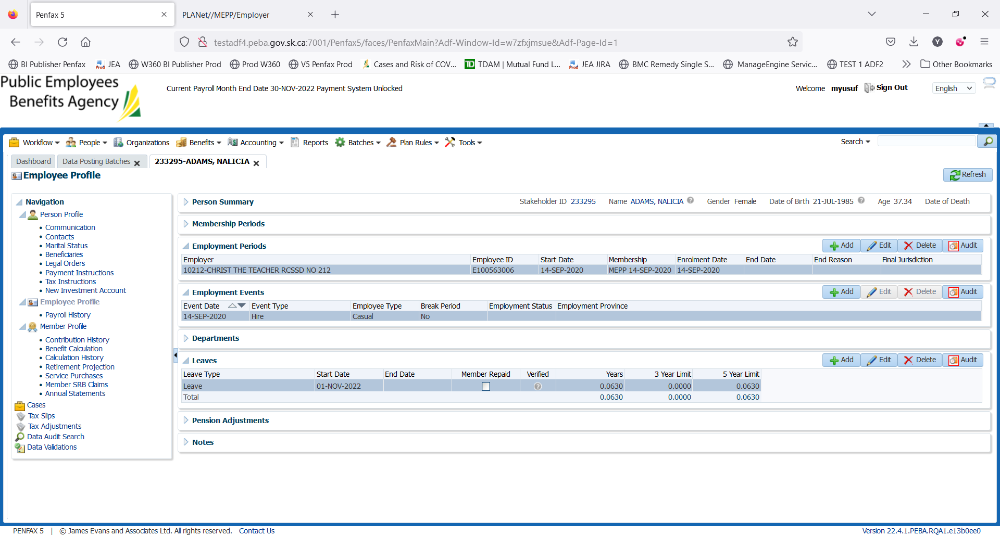 Penfax 5
PLANet//MEPP/Employer
testadf4.peba.gov.sk.ca:7001/Penfax5/faces/PenfaxMain?Adf-Window-Id=w7zfxjmsue&Adf-Page-Id=1
Y
BI Publisher Penfax
Prod JEA
W360 BI Publisher Prod
Prod W360
V5 Penfax Prod
Cases and Risk of COV...
TD TDAM | Mutual Fund L...
Prod JEA JIRA
BMC Remedy Single S...
ManageEngine Servic...
TEST 1 ADF2
Other Bookmarks
Public Employees
Benefits Agency
Current Payroll Month End Date 30-NOV-2022 Payment System Unlocked
Welcome myusuf Sign Out English
Workflow People Organizations Benefits Accounting Reports Batches Plan Rules Tools Search
Dashboard Data Posting Batches 233295-ADAMS, NALICIA
Employee Profile
Refresh
Navigation
Person Profile
• Communication
• Contacts
• Marital Status
• Beneficiaries
• Legal Orders
• Payment Instructions
• Tax Instructions
• New Investment Account
Employee Profile
• Payroll History
Member Profile
• Contribution History
• Benefit Calculation
• Calculation History
• Retirement Projection
• Service Purchases
• Member SRB Claims
• Annual Statements
Cases
Tax Slips
Tax Adjustments
Data Audit Search
Data Validations
Person Summary Stakeholder ID 233295 Name ADAMS, NALICIA Gender Female Date of Birth 21-JUL-1985 Age 37.34 Date of Death
Membership Periods
Employment Periods Add Edit Delete Audit
Employer Employee ID Start Date Membership Enrolment Date End Date End Reason Final Jurisdiction
10212-CHRIST THE TEACHER RCSSD NO 212 E100563006 14-SEP-2020 MEPP 14-SEP-2020 14-SEP-2020
Employment Events Add Edit Delete Audit
Event Date Event Type Employee Type Break Period Employment Status Employment Province
14-SEP-2020 Hire Casual No
Departments
Leaves Add Edit Delete Audit
Leave Type Start Date End Date Member Repaid Verified Years 3 Year Limit 5 Year Limit
Leave 01-NOV-2022 0.0630 0.0000 0.0630
Total 0.0630 0.0000 0.0630
Pension Adjustments
Notes
PENFAX 5 | © James Evans and Associates Ltd. All rights reserved. Contact Us
Version 22.4.1.PEBA.RQA1.e13b0ee0